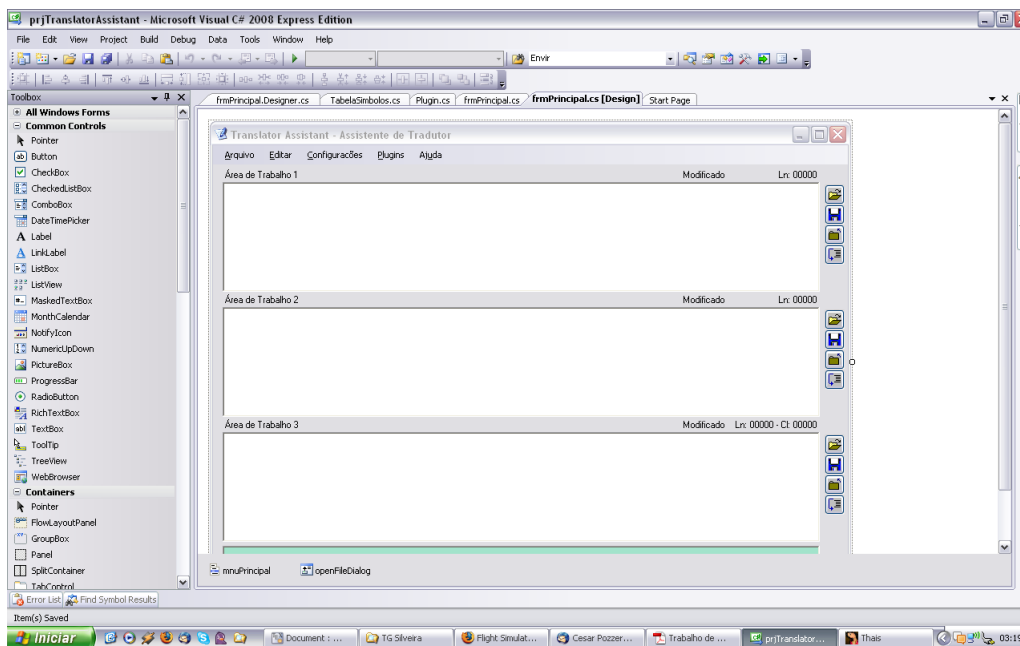 prjTranslatorAssistant - Microsoft Visual C# 2008 Express Edition
File Edit View Project Build Debug Data Tools Window Help
Envir
Toolbox
frmPrincipal.Designer.cs TabelaSimbolos.cs Plugin.cs frmPrincipal.cs frmPrincipal.cs [Design] Start Page
All Windows Forms
Common Controls
Pointer
Button
CheckBox
CheckedListBox
ComboBox
DateTimePicker
Label
LinkLabel
ListBox
ListView
MaskedTextBox
MonthCalendar
NotifyIcon
NumericUpDown
PictureBox
ProgressBar
RadioButton
RichTextBox
TextBox
ToolTip
TreeView
WebBrowser
Containers
Pointer
FlowLayoutPanel
GroupBox
Panel
SplitContainer
TabControl
Translator Assistant - Assistente de Tradutor
Arquivo Editar Configuracões Plugins Ajuda
Área de Trabalho 1 Modificado Ln: 00000
Área de Trabalho 2 Modificado Ln: 00000
Área de Trabalho 3 Modificado Ln: 00000 - Cl: 00000
mnuPrincipal openFileDialog
Error List Find Symbol Results
Item(s) Saved
Iniciar Document : ... TG Silveira Flight Simulat... Cesar Pozzer... Trabalho de ... prjTranslator... Thais 03:19